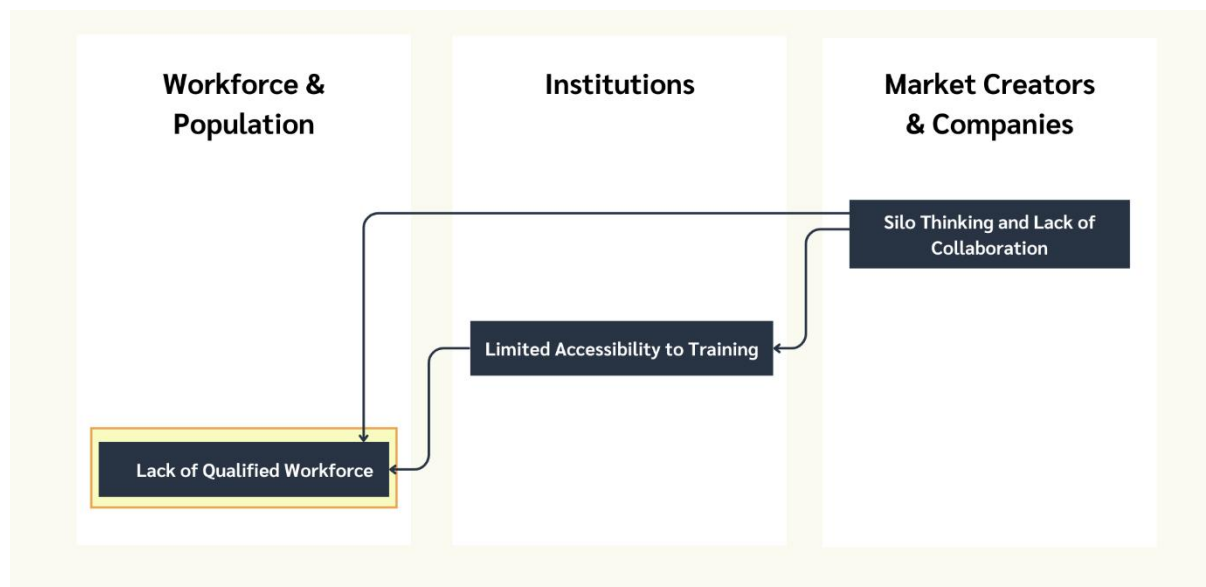 Workforce &
Population
Institutions
Market Creators
& Companies
Silo Thinking and Lack of
Collaboration
Limited Accessibility to Training
Lack of Qualified Workforce